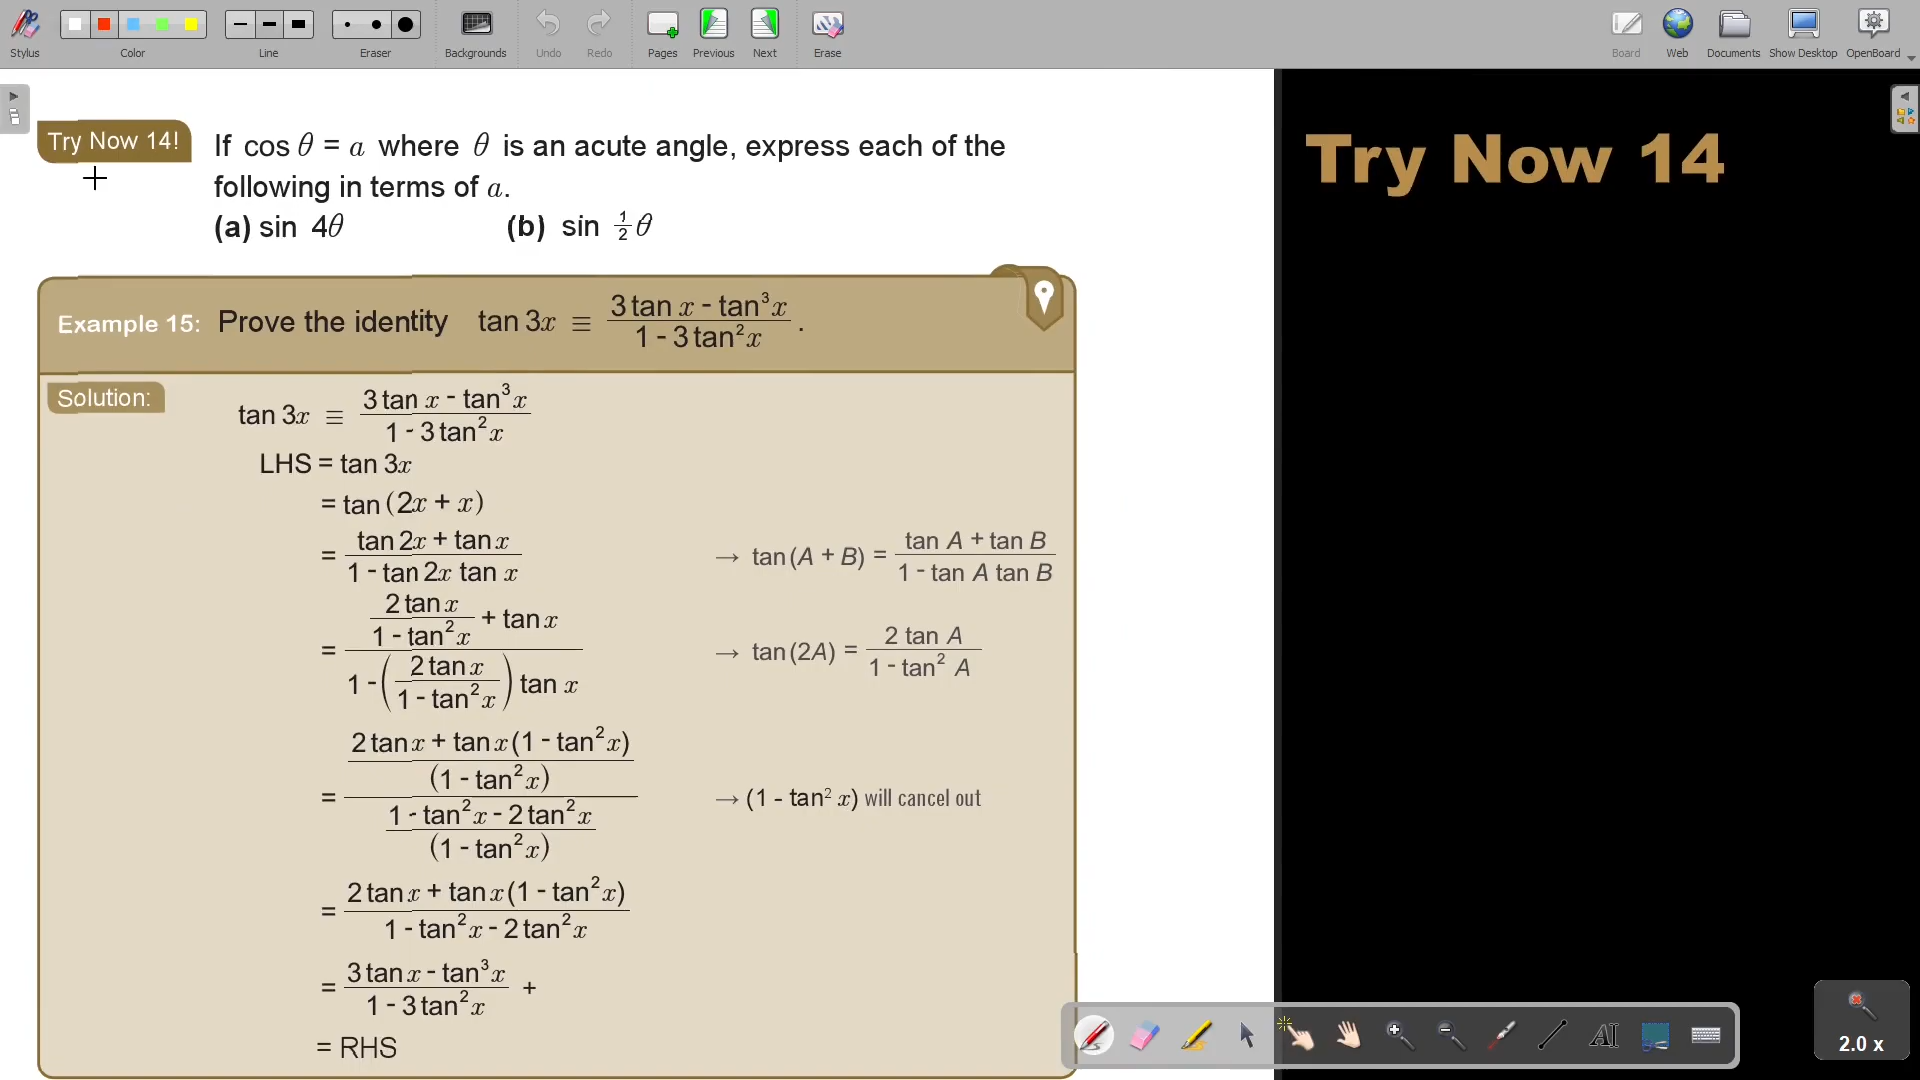 Stylus
Color
Line
Eraser
Backgrounds
Undo
Redo
Pages
Previous
Next
Erase
Board
Web
Documents
Show Desktop
OpenBoard
Try Now 14!
If cos θ = a where θ is an acute angle, express each of the
following in terms of a.
(a) sin 4θ (b) sin ½θ
Try Now 14
Example 15: Prove the identity tan 3x ≡ (3 tan x - tan³x)/(1 - 3 tan²x).
Solution:
tan 3x ≡ (3 tan x - tan³x)/(1 - 3 tan²x)
LHS = tan 3x
= tan (2x + x)
= (tan 2x + tan x)/(1 - tan 2x tan x) → tan (A + B) = (tan A + tan B)/(1 - tan A tan B)
= (2 tan x/(1 - tan²x) + tan x)/(1 - (2 tan x/(1 - tan²x)) tan x) → tan (2A) = (2 tan A)/(1 - tan² A)
= ((2 tan x + tan x (1 - tan²x))/(1 - tan²x))/((1 - tan²x - 2 tan²x)/(1 - tan²x)) → (1 - tan² x) will cancel out
= (2 tan x + tan x (1 - tan²x))/(1 - tan²x - 2 tan²x)
= (3 tan x - tan³x)/(1 - 3 tan²x) +
= RHS
AI
2.0 x